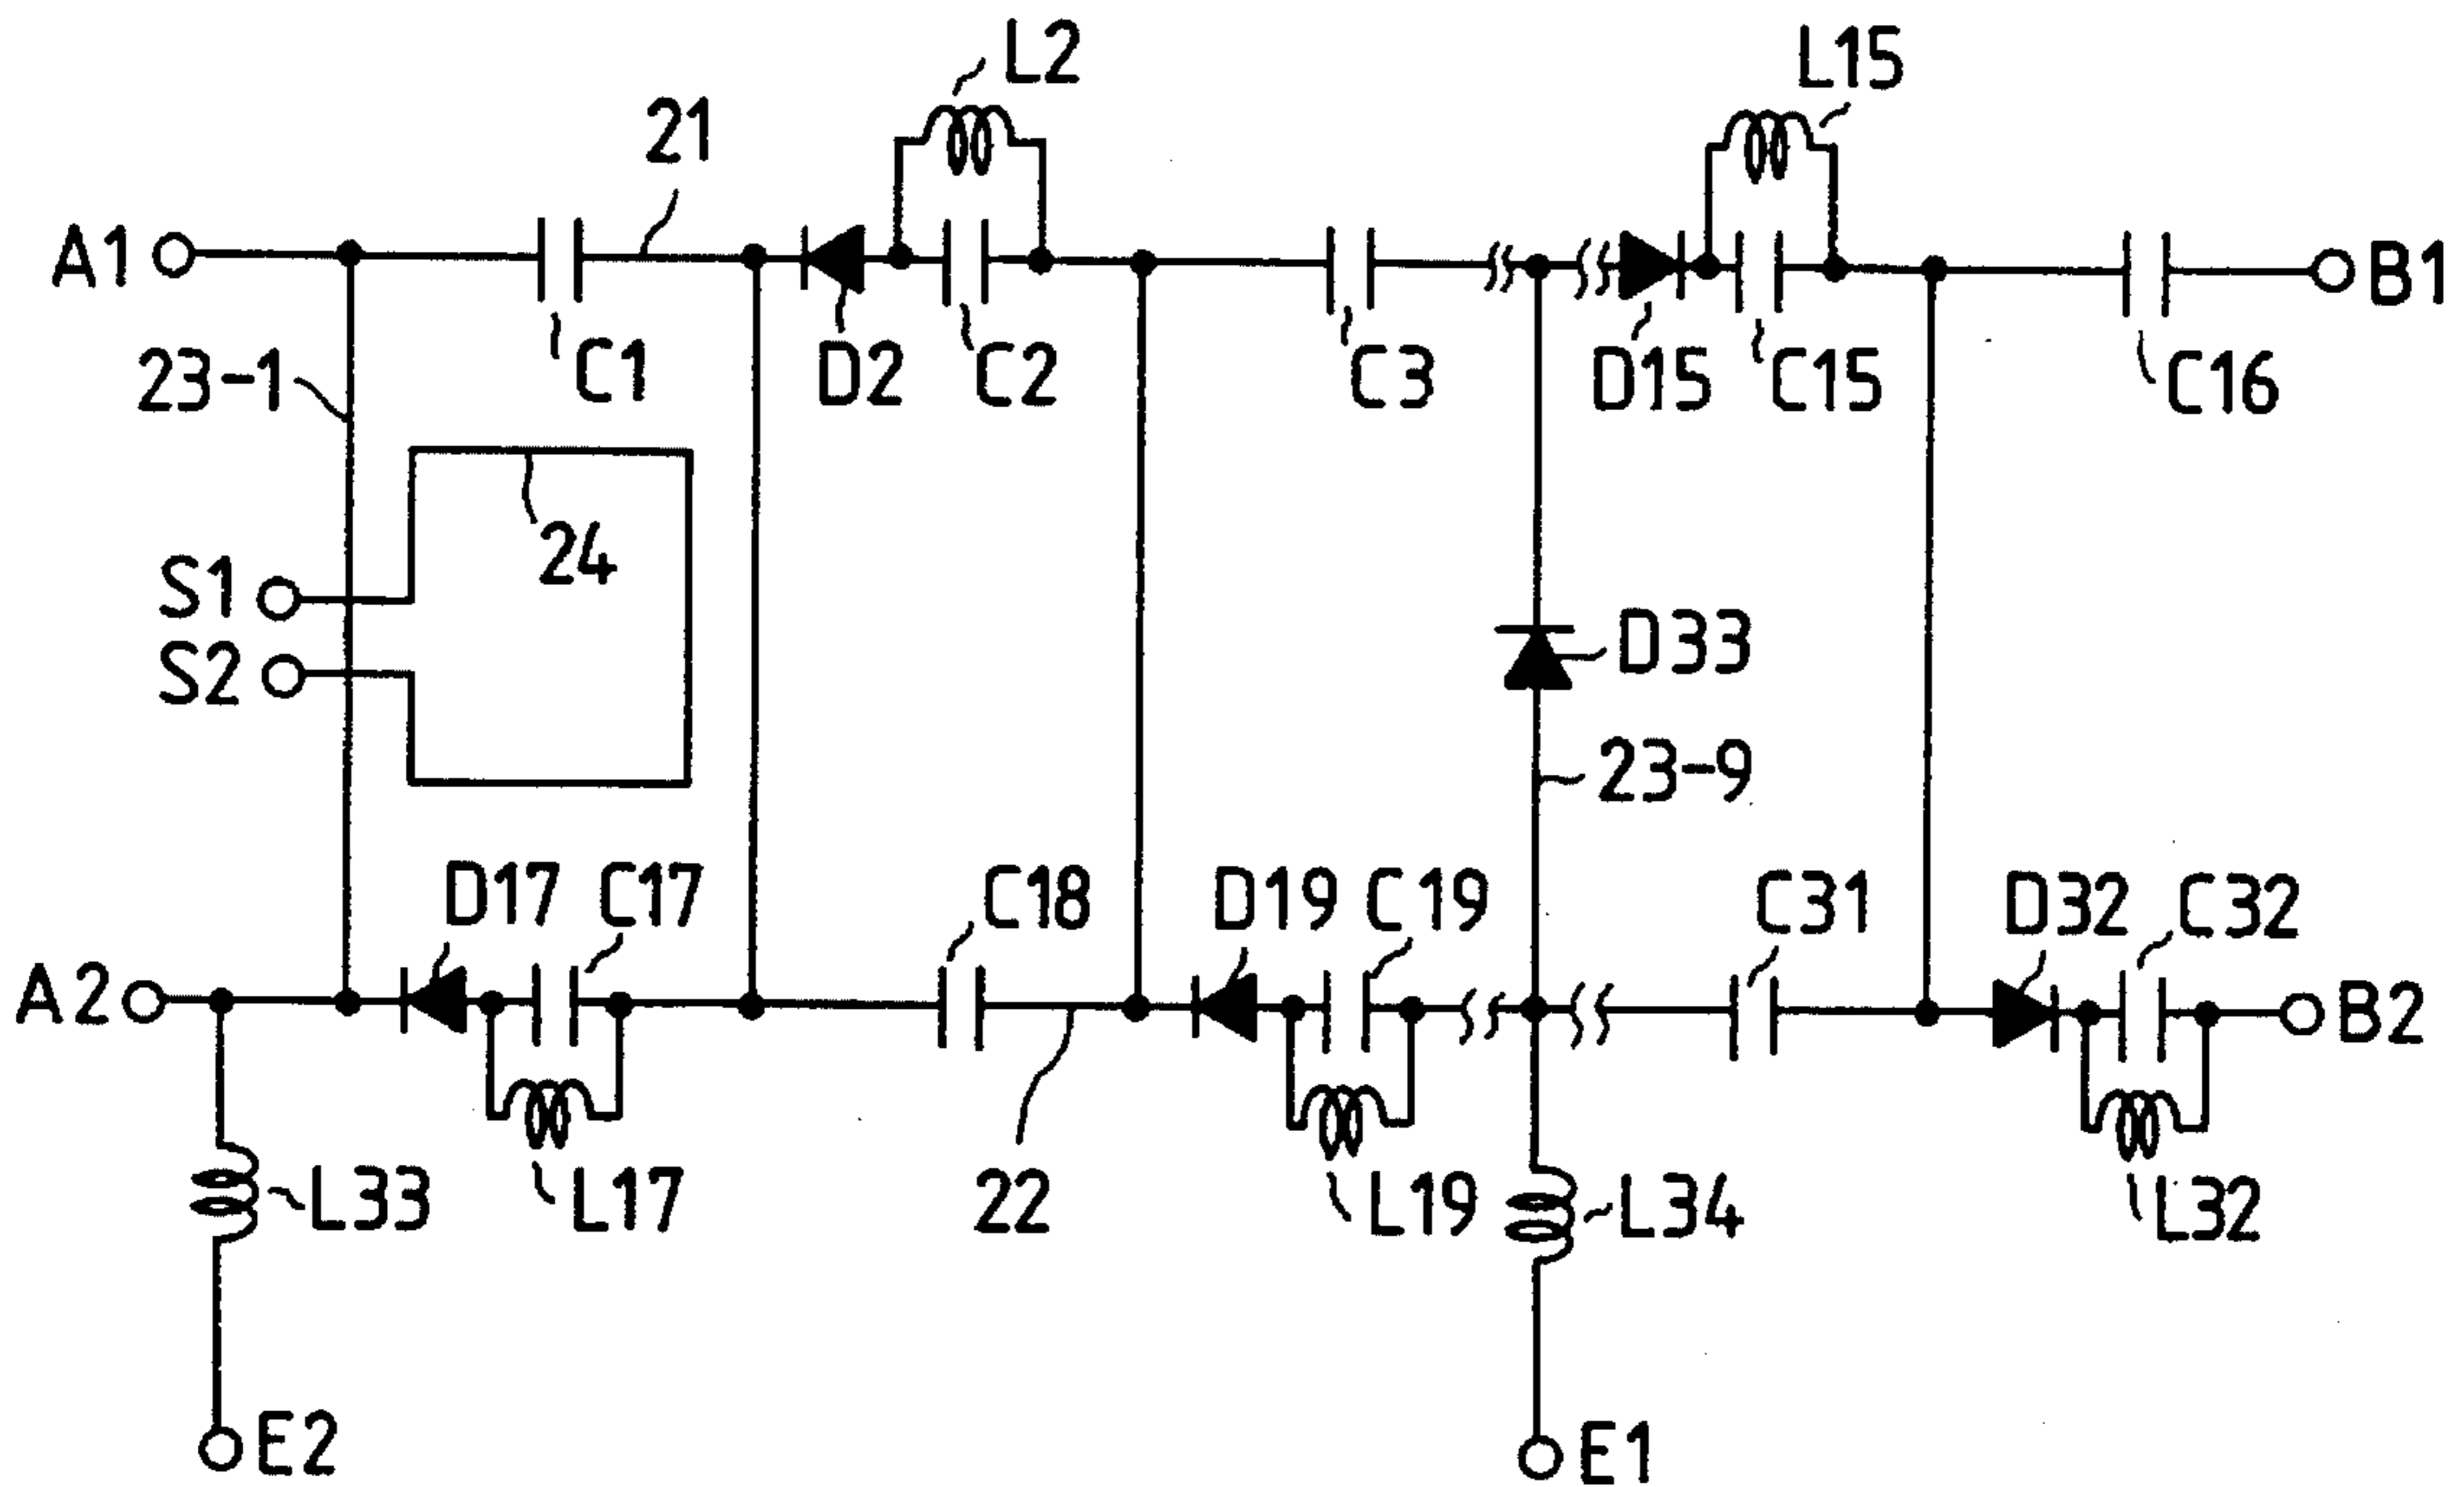 L2
L15
21
A1
B1
C1
D2
C2
C3
D15
C15
C16
23-1
24
S1
S2
D33
23-9
D17
C17
C18
D19
C19
C31
D32
C32
A2
B2
L33
L17
22
L19
L34
L32
E2
E1